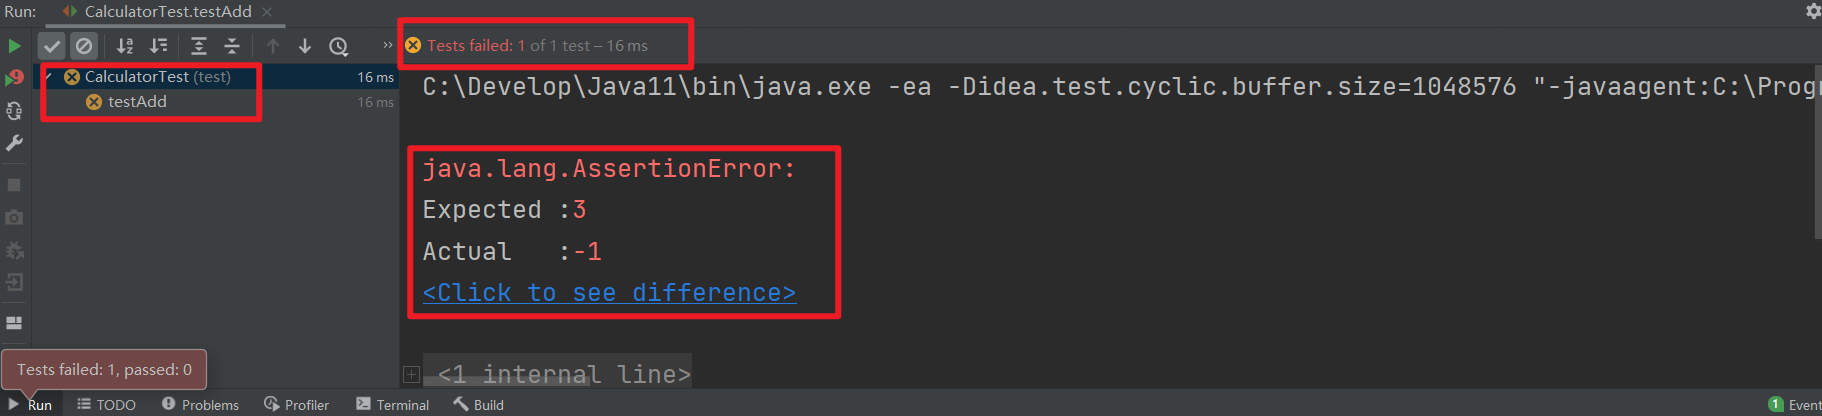 Run: CalculatorTest.testAdd
Tests failed: 1 of 1 test – 16 ms
CalculatorTest (test) 16 ms
testAdd 16 ms
C:\Develop\Java11\bin\java.exe -ea -Didea.test.cyclic.buffer.size=1048576 "-javaagent:C:\Progr
java.lang.AssertionError:
Expected :3
Actual   :-1
<Click to see difference>
<1 internal line>
Tests failed: 1, passed: 0
Run TODO Problems Profiler Terminal Build 1 Event